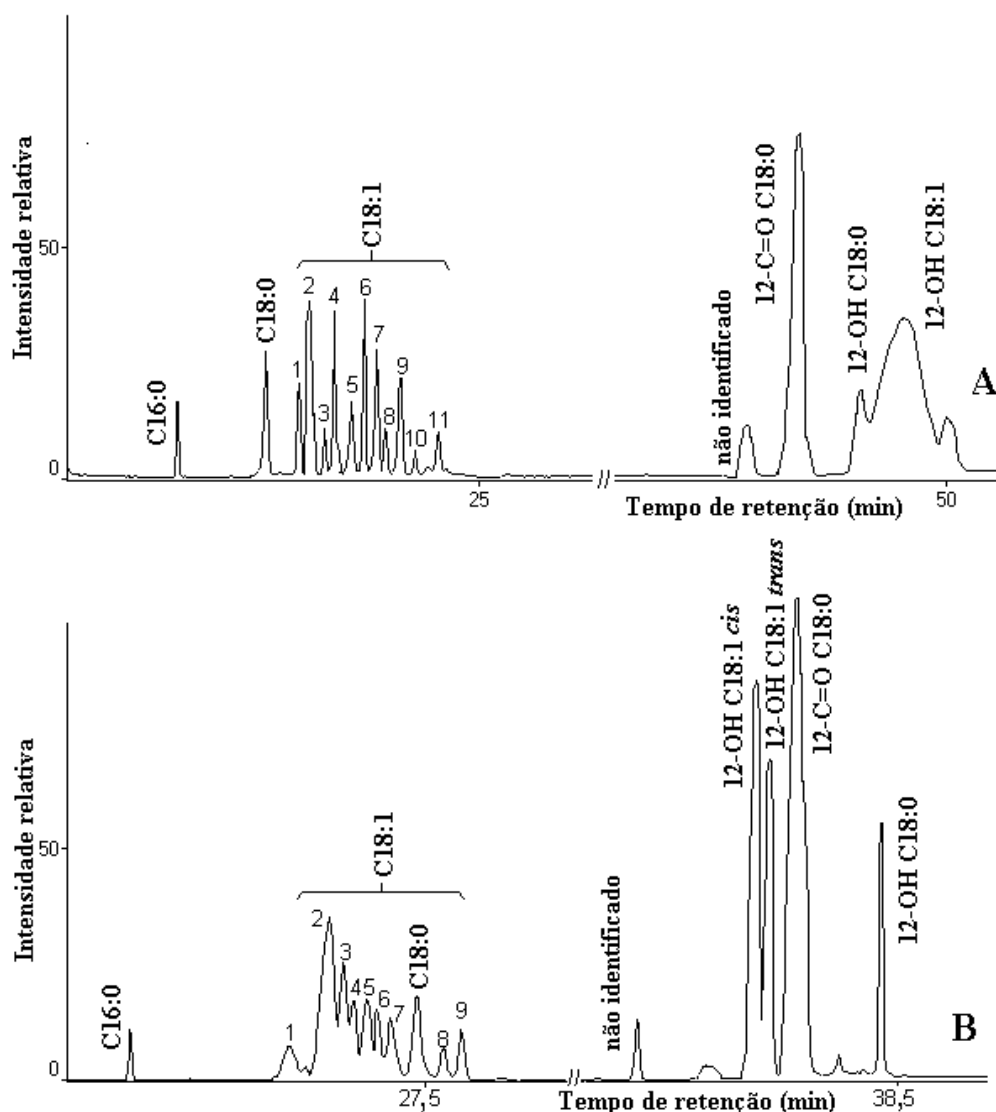 Intensidade relativa
50
0
C16:0
C18:0
C18:1
1
2
3
4
5
6
7
8
9
10
11
não identificado
12-C=O C18:0
12-OH C18:0
12-OH C18:1
A
25
50
Tempo de retenção (min)
Intensidade relativa
50
0
C16:0
C18:1
1
2
3
4
5
6
7
C18:0
8
9
não identificado
12-OH C18:1 cis
12-OH C18:1 trans
12-C=O C18:0
12-OH C18:0
B
27,5
38,5
Tempo de retenção (min)